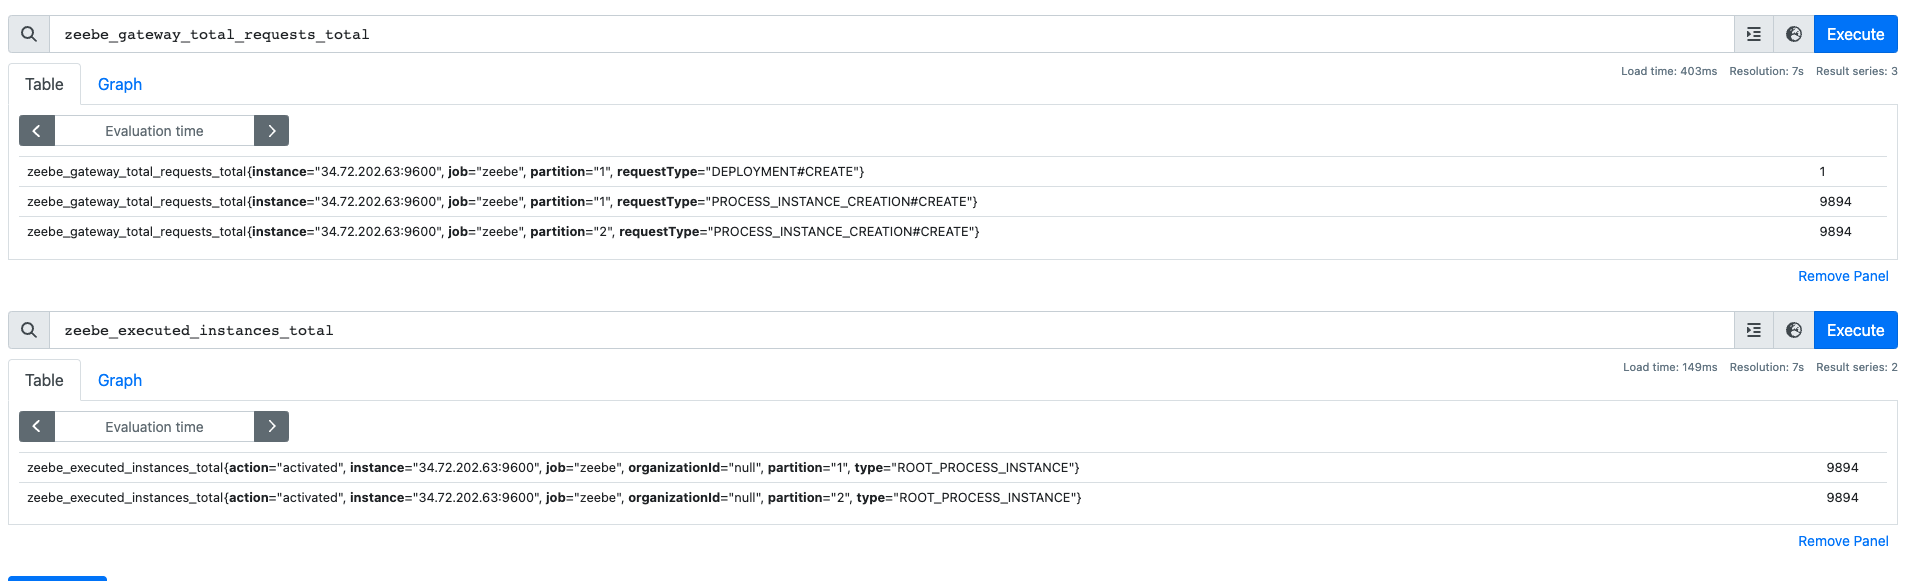 zeebe_gateway_total_requests_total Execute
Table Graph Load time: 403ms Resolution: 7s Result series: 3
Evaluation time
zeebe_gateway_total_requests_total{instance="34.72.202.63:9600", job="zeebe", partition="1", requestType="DEPLOYMENT#CREATE"} 1
zeebe_gateway_total_requests_total{instance="34.72.202.63:9600", job="zeebe", partition="1", requestType="PROCESS_INSTANCE_CREATION#CREATE"} 9894
zeebe_gateway_total_requests_total{instance="34.72.202.63:9600", job="zeebe", partition="2", requestType="PROCESS_INSTANCE_CREATION#CREATE"} 9894
Remove Panel
zeebe_executed_instances_total Execute
Table Graph Load time: 149ms Resolution: 7s Result series: 2
Evaluation time
zeebe_executed_instances_total{action="activated", instance="34.72.202.63:9600", job="zeebe", organizationId="null", partition="1", type="ROOT_PROCESS_INSTANCE"} 9894
zeebe_executed_instances_total{action="activated", instance="34.72.202.63:9600", job="zeebe", organizationId="null", partition="2", type="ROOT_PROCESS_INSTANCE"} 9894
Remove Panel